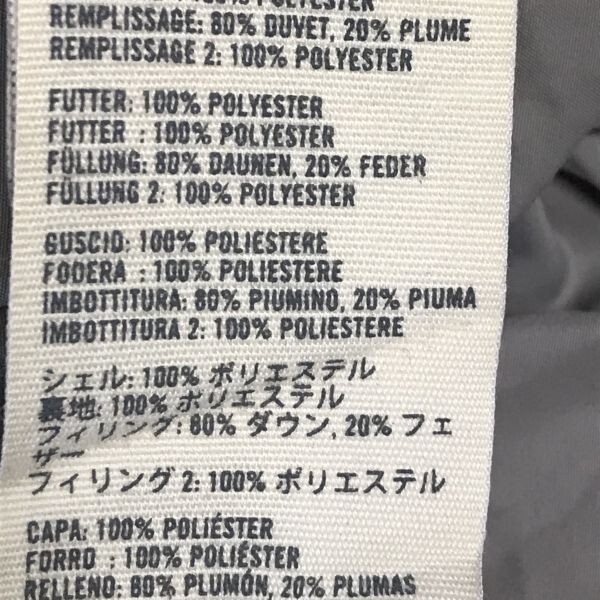 100% POLYESTER
REMPLISSAGE: 80% DUVET, 20% PLUME
REMPLISSAGE 2: 100% POLYESTER
FUTTER: 100% POLYESTER
FUTTER : 100% POLYESTER
FÜLLUNG: 80% DAUNEN, 20% FEDER
FÜLLUNG 2: 100% POLYESTER
GUSCIO: 100% POLIESTERE
FODERA : 100% POLIESTERE
IMBOTTITURA: 80% PIUMINO, 20% PIUMA
IMBOTTITURA 2: 100% POLIESTERE
シェル: 100% ポリエステル
裏地: 100% ポリエステル
フィリング: 80% ダウン, 20% フェ
ザー
フィリング 2: 100% ポリエステル
CAPA: 100% POLIÉSTER
FORRO : 100% POLIÉSTER
RELLENO: 80% PLUMÓN, 20% PLUMAS